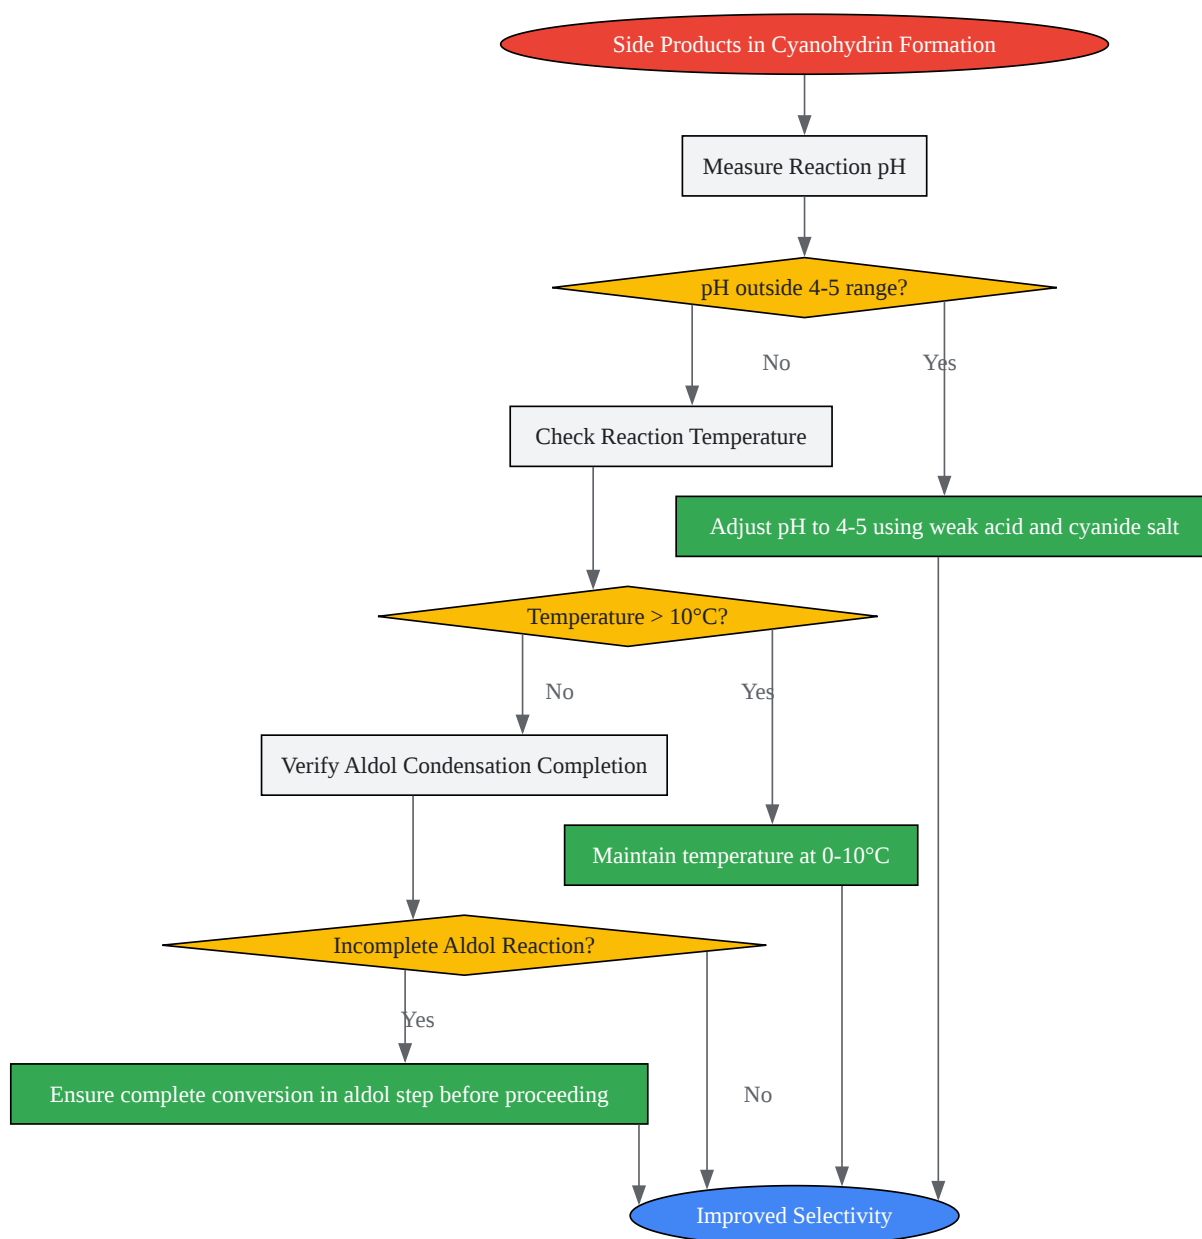 Side Products in Cyanohydrin Formation
Measure Reaction pH
pH outside 4-5 range?
No
Yes
Check Reaction Temperature
Adjust pH to 4-5 using weak acid and cyanide salt
Temperature > 10°C?
No
Yes
Verify Aldol Condensation Completion
Maintain temperature at 0-10°C
Incomplete Aldol Reaction?
Yes
Ensure complete conversion in aldol step before proceeding
No
Improved Selectivity